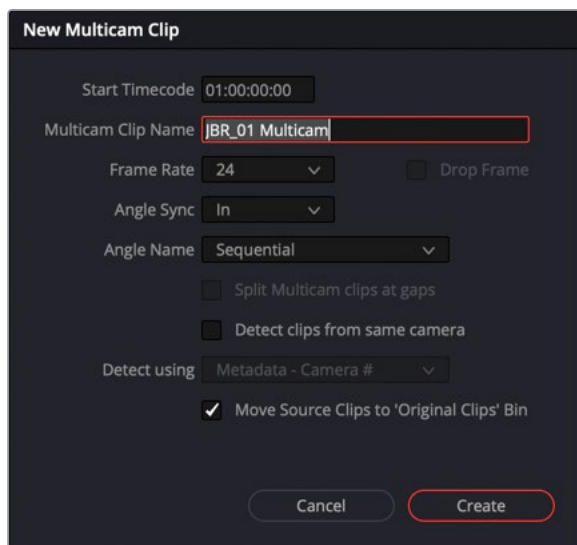 New Multicam Clip
Start Timecode 01:00:00:00
Multicam Clip Name JBR_01 Multicam
Frame Rate 24 Drop Frame
Angle Sync In
Angle Name Sequential
Split Multicam clips at gaps
Detect clips from same camera
Detect using Metadata - Camera #
Move Source Clips to 'Original Clips' Bin
Cancel Create